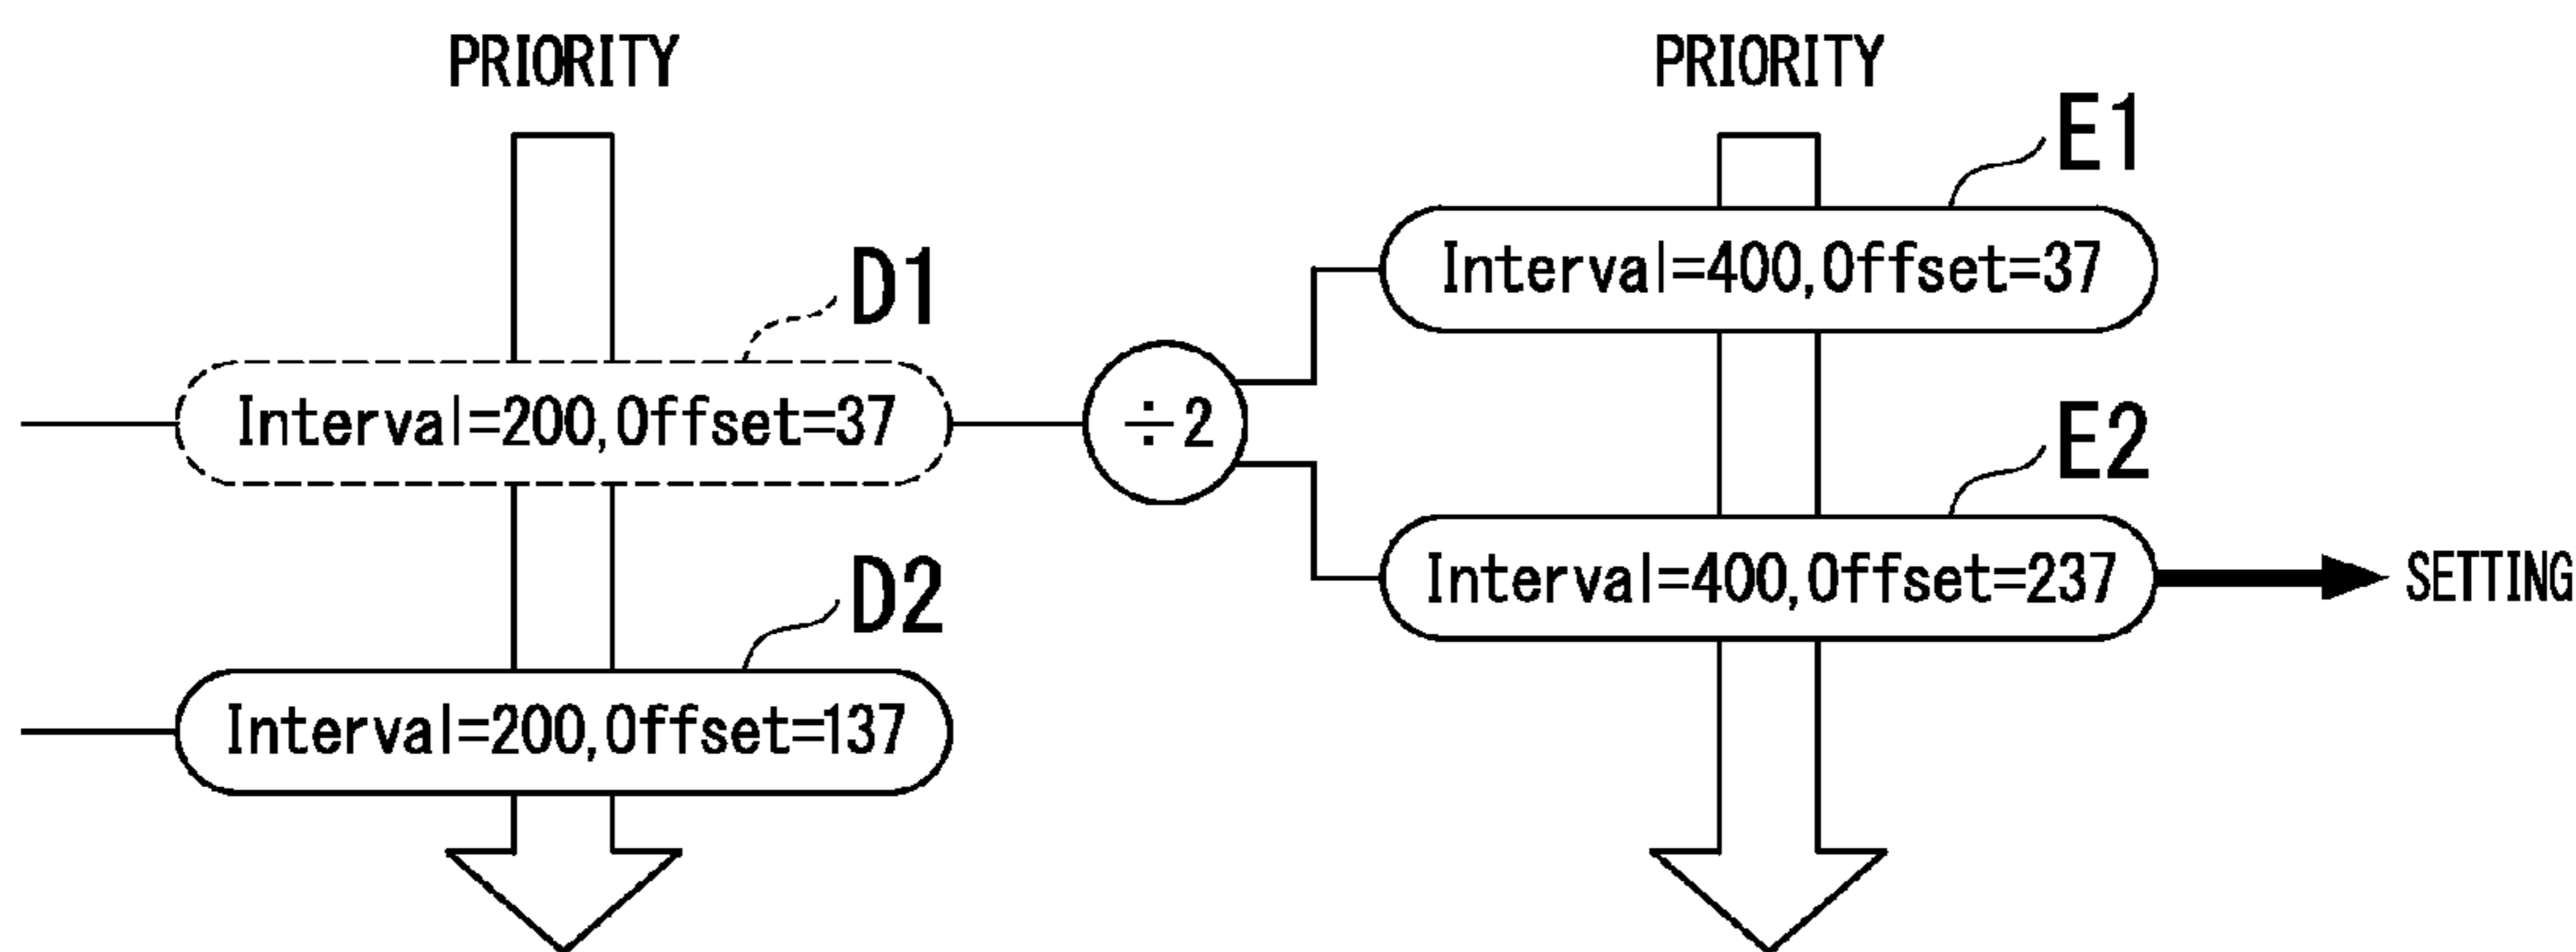 PRIORITY
D1
Interval=200,Offset=37
D2
Interval=200,Offset=137
÷2
PRIORITY
E1
Interval=400,Offset=37
E2
Interval=400,Offset=237
SETTING